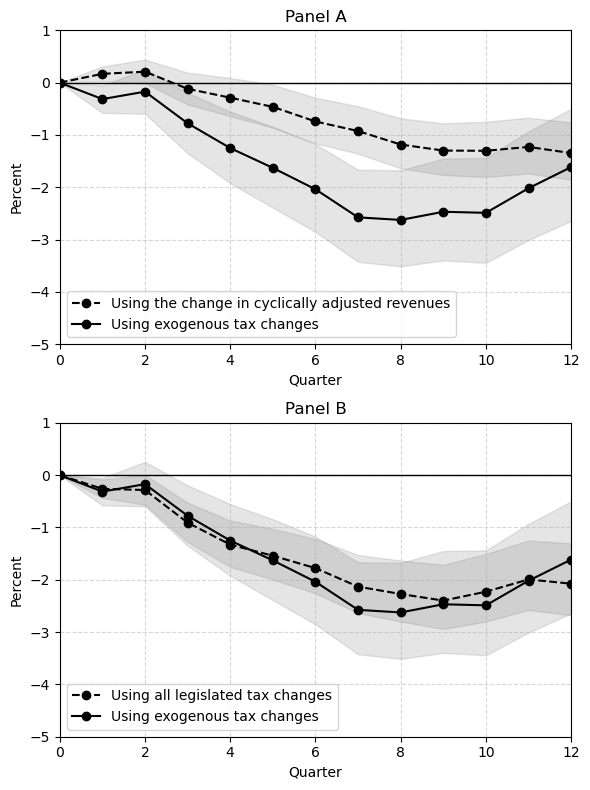 Panel A
1
0
−1
−2
−3
−4
−5
Percent
Using the change in cyclically adjusted revenues
Using exogenous tax changes
0 2 4 6 8 10 12
Quarter
Panel B
1
0
−1
−2
−3
−4
−5
Percent
Using all legislated tax changes
Using exogenous tax changes
0 2 4 6 8 10 12
Quarter